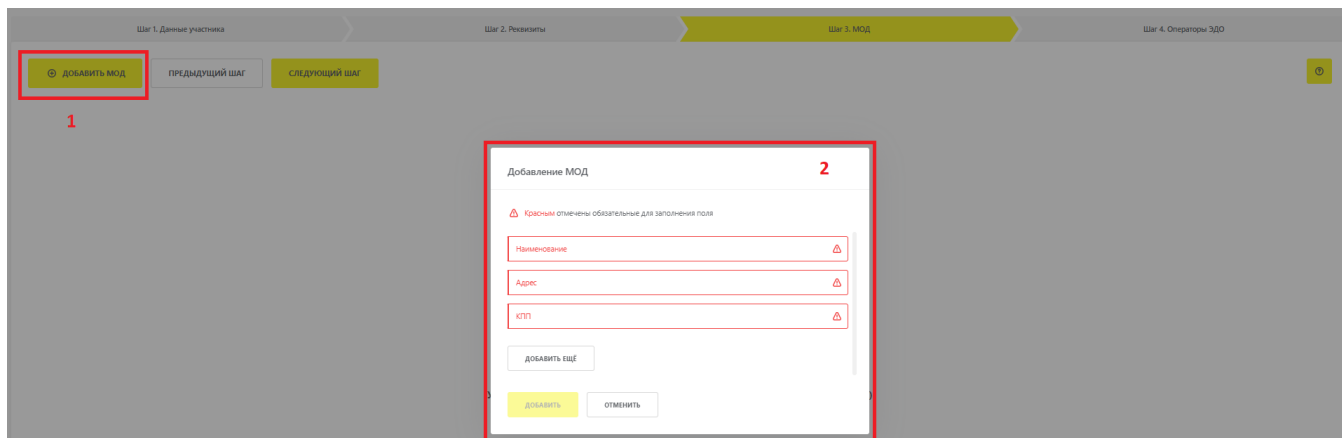 Шаг 1. Данные участника
Шаг 2. Реквизиты
Шаг 3. МОД
Шаг 4. Операторы ЭДО
ДОБАВИТЬ МОД
ПРЕДЫДУЩИЙ ШАГ
СЛЕДУЮЩИЙ ШАГ
1
Добавление МОД
2
Красным отмечены обязательные для заполнения поля
Наименование
Адрес
КПП
ДОБАВИТЬ ЕЩЁ
ДОБАВИТЬ
ОТМЕНИТЬ